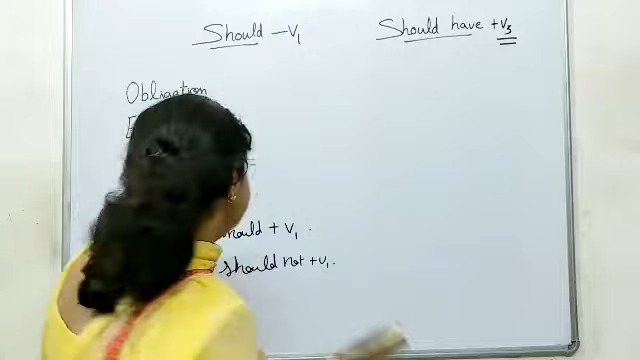 Should – V1
Should have + V3
Obligation
should + V1 .
should not + V1 .